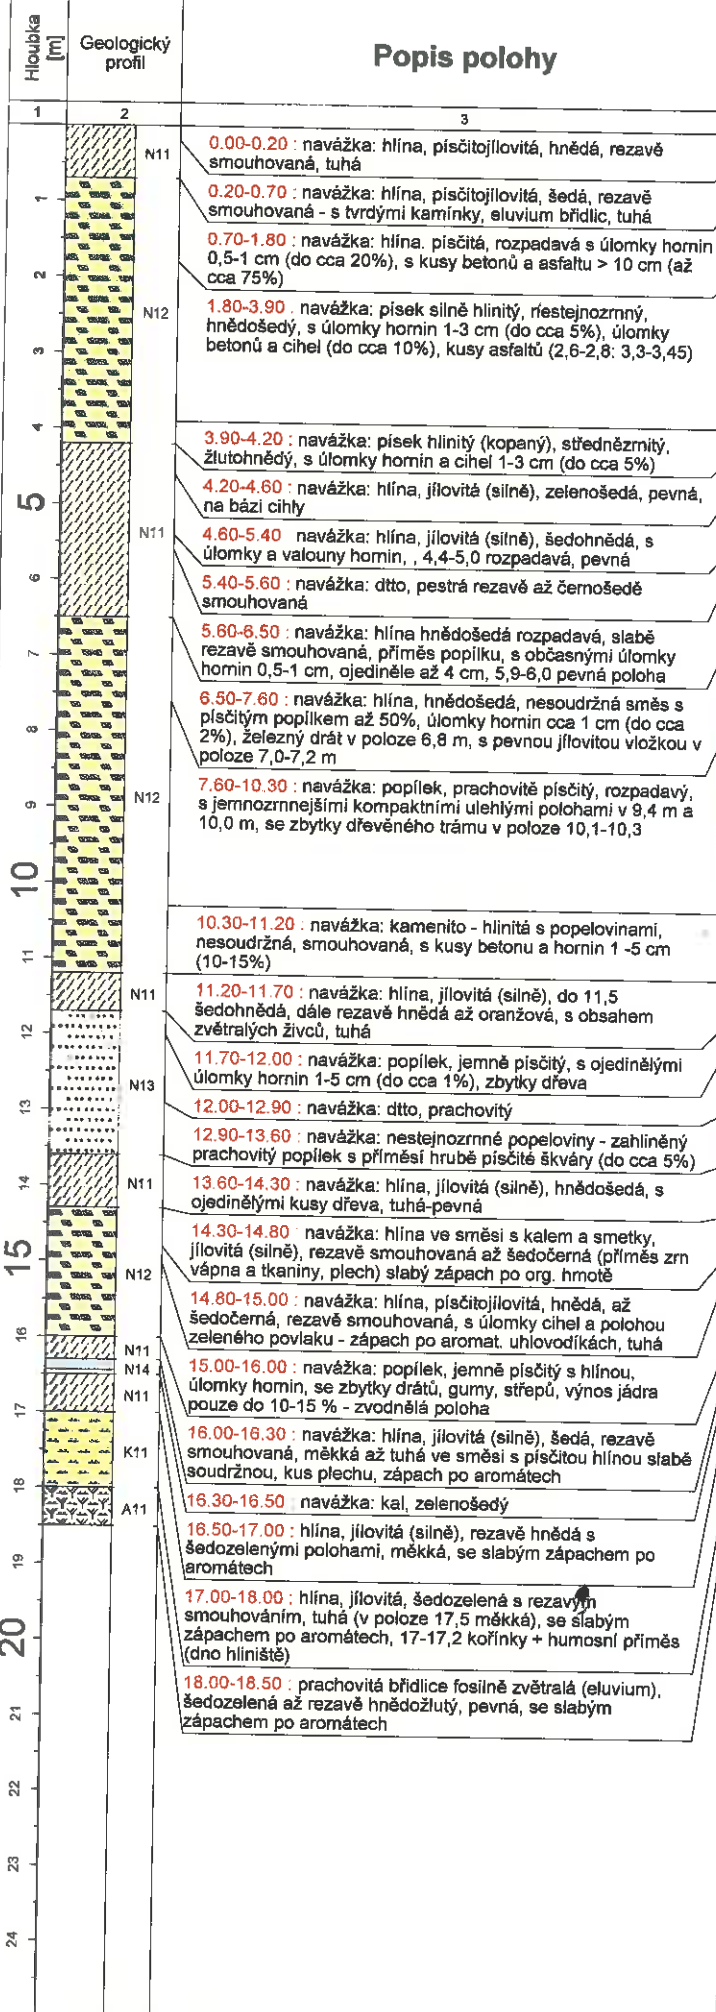 Hloubka
[m]
Geologický
profil
Popis polohy
1
2
3
N11
0.00-0.20 : navážka: hlína, písčitojílovitá, hnědá, rezavě
smouhovaná, tuhá
1
0.20-0.70 : navážka: hlína, písčitojílovitá, šedá, rezavě
smouhovaná - s tvrdými kamínky, eluvium břidlic, tuhá
0.70-1.80 : navážka: hlína. písčitá, rozpadavá s úlomky hornin
0,5-1 cm (do cca 20%), s kusy betonů a asfaltu > 10 cm (až
cca 75%)
2
N12
1.80-3.90 . navážka: písek silně hlinitý, nestejnozrnný,
hnědošedý, s úlomky hornin 1-3 cm (do cca 5%), úlomky
betonů a cihel (do cca 10%), kusy asfaltů (2,6-2,8: 3,3-3,45)
3
4
3.90-4.20 : navážka: písek hlinitý (kopaný), střednězrnitý,
žlutohnědý, s úlomky hornin a cihel 1-3 cm (do cca 5%)
4.20-4.60 : navážka: hlína, jílovitá (silně), zelenošedá, pevná,
na bázi cihly
5
N11
4.60-5.40 navážka: hlína, jílovitá (silně), šedohnědá, s
úlomky a valouny hornin, , 4,4-5,0 rozpadavá, pevná
6
5.40-5.60 : navážka: dtto, pestrá rezavě až černošedě
smouhovaná
5.60-6.50 : navážka: hlína hnědošedá rozpadavá, slabě
rezavě smouhovaná, příměs popílku, s občasnými úlomky
hornin 0,5-1 cm, ojediněle až 4 cm, 5,9-6,0 pevná poloha
7
6.50-7.60 : navážka: hlína, hnědošedá, nesoudržná směs s
písčitým popílkem až 50%, úlomky hornin cca 1 cm (do cca
2%), železný drát v poloze 6,8 m, s pevnou jílovitou vložkou v
poloze 7,0-7,2 m
8
N12
7.60-10.30 : navážka: popílek, prachovitě písčitý, rozpadavý,
s jemnozrnnejšími kompaktními ulehlými polohami v 9,4 m a
10,0 m, se zbytky dřevěného trámu v poloze 10,1-10,3
9
10
10.30-11.20 : navážka: kamenito - hlinitá s popelovinami,
nesoudržná, smouhovaná, s kusy betonu a hornin 1 -5 cm
(10-15%)
11
N11
11.20-11.70 : navážka: hlína, jílovitá (silně), do 11,5
šedohnědá, dále rezavě hnědá až oranžová, s obsahem
zvětralých živců, tuhá
12
11.70-12.00 : navážka: popílek, jemně písčitý, s ojedinělými
úlomky hornin 1-5 cm (do cca 1%), zbytky dřeva
N13
13
12.00-12.90 : navážka: dtto, prachovitý
12.90-13.60 : navážka: nestejnozrnné popeloviny - zahliněný
prachovitý popílek s příměsí hrubě písčité škváry (do cca 5%)
14
N11
13.60-14.30 : navážka: hlína, jílovitá (silně), hnědošedá, s
ojedinělými kusy dřeva, tuhá-pevná
15
14.30-14.80 : navážka: hlína ve směsi s kalem a smetky,
jílovitá (silně), rezavě smouhovaná až šedočerná (příměs zrn
vápna a tkaniny, plech) slabý zápach po org. hmotě
N12
14.80-15.00 : navážka: hlína, písčitojílovitá, hnědá, až
šedočerná, rezavě smouhovaná, s úlomky cihel a polohou
zeleného povlaku - zápach po aromat. uhlovodíkách, tuhá
16
N11
N14
N11
15.00-16.00 : navážka: popílek, jemně písčitý s hlínou,
úlomky hornin, se zbytky drátů, gumy, střepů, výnos jádra
pouze do 10-15 % - zvodnělá poloha
17
K11
16.00-16.30 : navážka: hlína, jílovitá (silně), šedá, rezavě
smouhovaná, měkká až tuhá ve směsi s písčitou hlínou slabě
soudržnou, kus plechu, zápach po aromátech
18
A11
16.30-16.50 navážka: kal, zelenošedý
16.50-17.00 : hlína, jílovitá (silně), rezavě hnědá s
šedozelenými polohami, měkká, se slabým zápachem po
aromátech
19
17.00-18.00 : hlína, jílovitá, šedozelená s rezavým
smouhováním, tuhá (v poloze 17,5 měkká), se slabým
zápachem po aromátech, 17-17,2 kořínky + humosní příměs
(dno hliniště)
20
18.00-18.50 : prachovitá břidlice fosilně zvětralá (eluvium),
šedozelená až rezavě hnědožlutý, pevná, se slabým
zápachem po aromátech
21
22
23
24